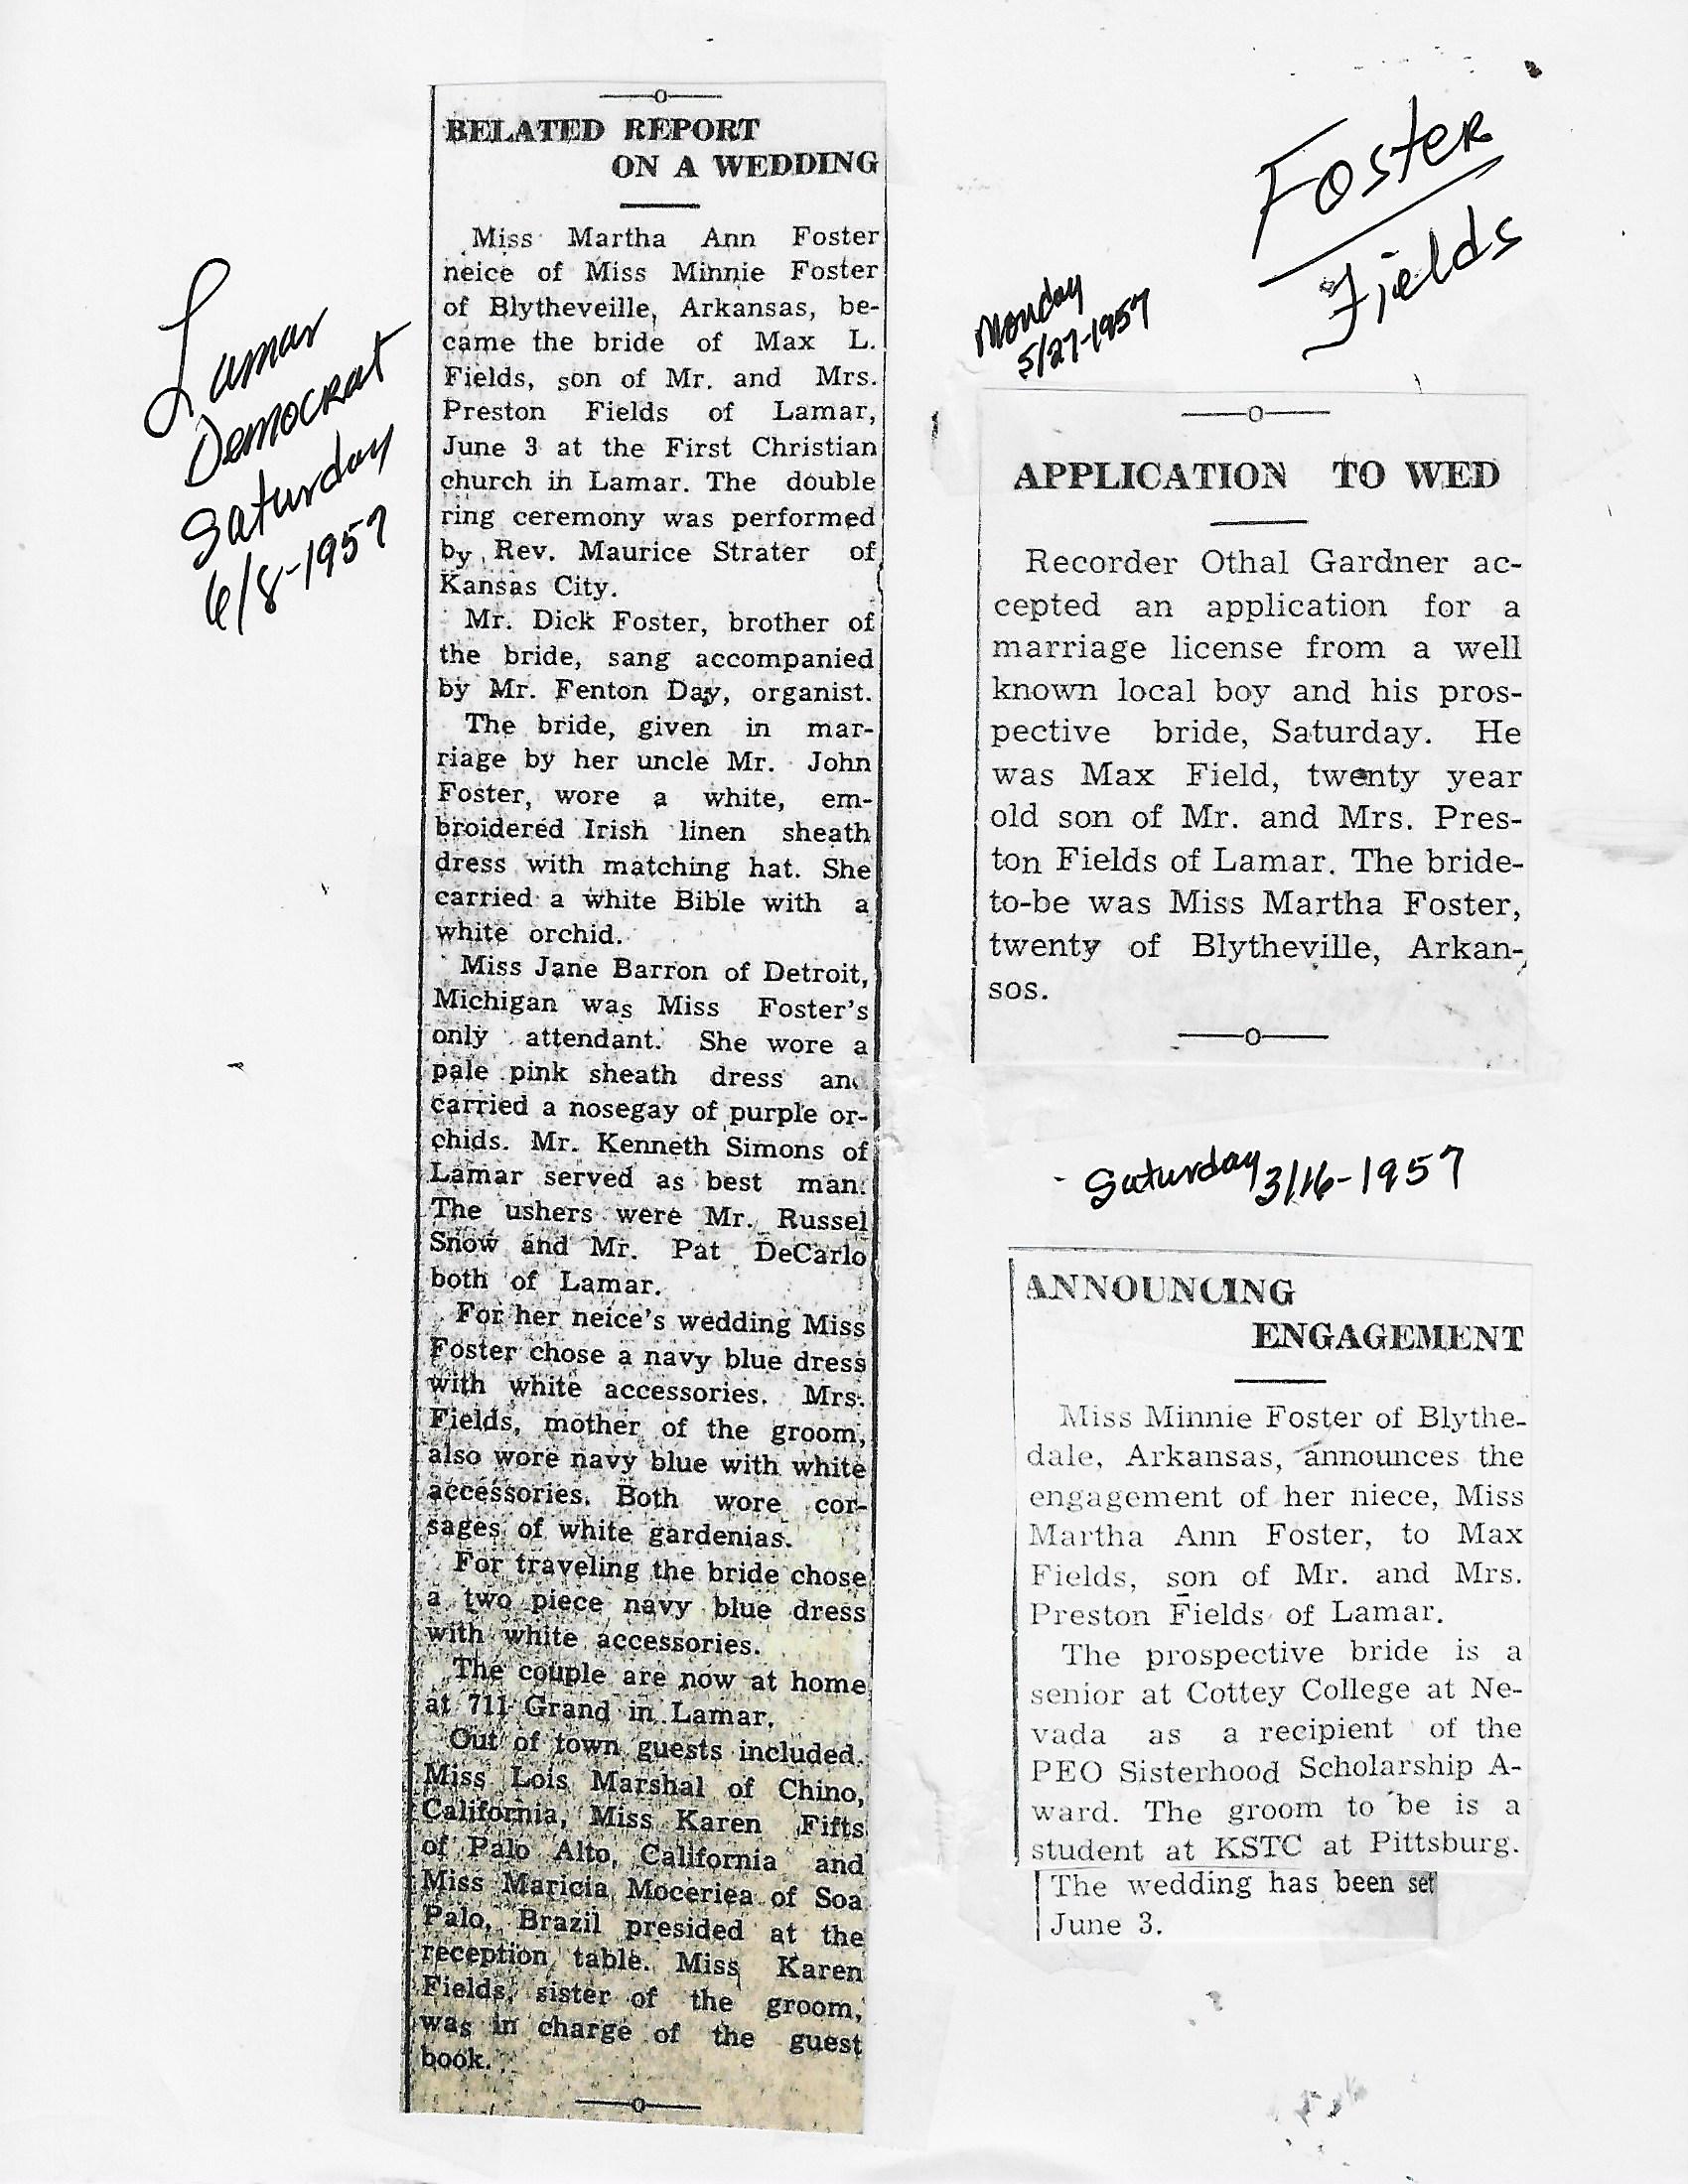 Lamar
Democrat
Saturday
6/8-1957
BELATED REPORT
ON A WEDDING
Miss Martha Ann Foster
neice of Miss Minnie Foster
of Blytheveille, Arkansas, be-
came the bride of Max L.
Fields, son of Mr. and Mrs.
Preston Fields of Lamar,
June 3 at the First Christian
church in Lamar. The double
ring ceremony was performed
by Rev. Maurice Strater of
Kansas City.
Mr. Dick Foster, brother of
the bride, sang accompanied
by Mr. Fenton Day, organist.
The bride, given in mar-
riage by her uncle Mr. John
Foster, wore a white, em-
broidered Irish linen sheath
dress with matching hat. She
carried a white Bible with a
white orchid.
Miss Jane Barron of Detroit,
Michigan was Miss Foster's
only attendant. She wore a
pale pink sheath dress and
carried a nosegay of purple or-
chids. Mr. Kenneth Simons of
Lamar served as best man.
The ushers were Mr. Russel
Snow and Mr. Pat DeCarlo
both of Lamar.
For her neice's wedding Miss
Foster chose a navy blue dress
with white accessories. Mrs.
Fields, mother of the groom,
also wore navy blue with white
accessories. Both wore cor-
sages of white gardenias.
For traveling the bride chose
a two piece navy blue dress
with white accessories.
The couple are now at home
at 711 Grand in Lamar.
Out of town guests included
Miss Lois Marshal of Chino,
California, Miss Karen Fifts
of Palo Alto, California and
Miss Maricia Moceriea of Soa
Palo, Brazil presided at the
reception table. Miss Karen
Fields, sister of the groom,
was in charge of the guest
book.
Foster
Fields
Monday
5/27-1957
APPLICATION TO WED
Recorder Othal Gardner ac-
cepted an application for a
marriage license from a well
known local boy and his pros-
pective bride, Saturday. He
was Max Field, twenty year
old son of Mr. and Mrs. Pres-
ton Fields of Lamar. The bride-
to-be was Miss Martha Foster,
twenty of Blytheville, Arkan-
sos.
Saturday 3/16-1957
ANNOUNCING
ENGAGEMENT
Miss Minnie Foster of Blythe-
dale, Arkansas, announces the
engagement of her niece, Miss
Martha Ann Foster, to Max
Fields, son of Mr. and Mrs.
Preston Fields of Lamar.
The prospective bride is a
senior at Cottey College at Ne-
vada as a recipient of the
PEO Sisterhood Scholarship A-
ward. The groom to be is a
student at KSTC at Pittsburg.
The wedding has been set
June 3.